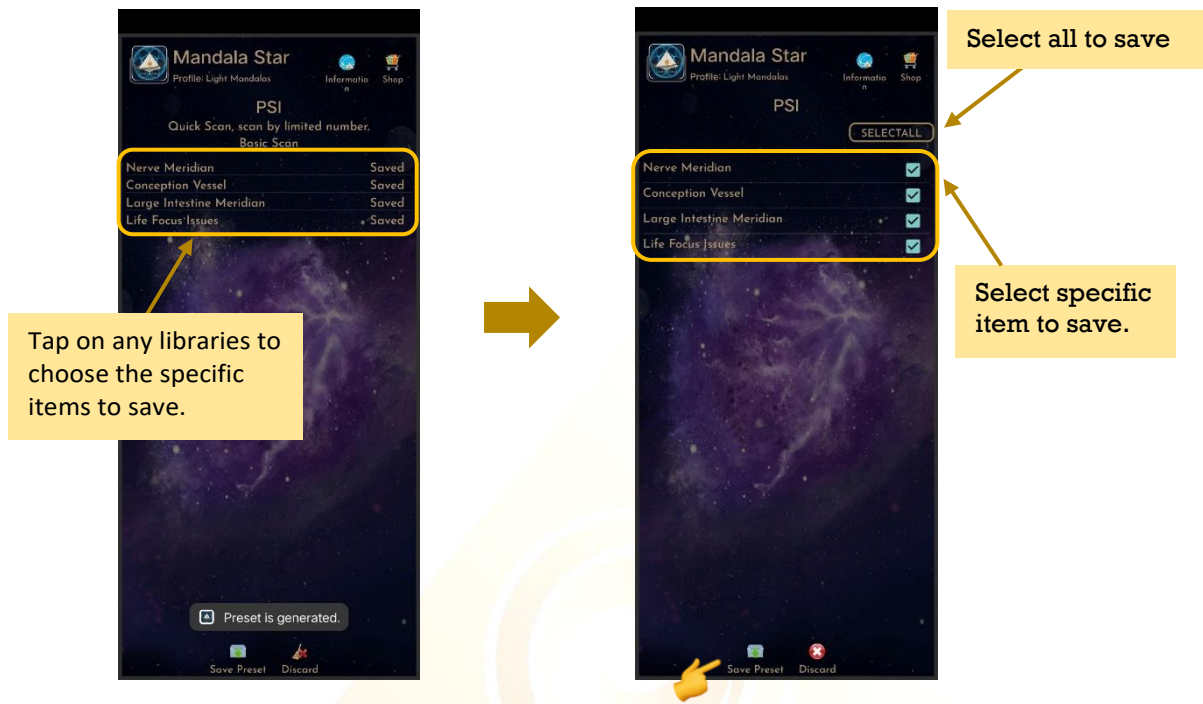 Mandala Star
Profile: Light Mandalas
Informatio
n
Shop
PSI
Quick Scan, scan by limited number.
Basic Scan
Nerve Meridian Saved
Conception Vessel Saved
Large Intestine Meridian Saved
Life Focus Issues Saved
Tap on any libraries to
choose the specific
items to save.
Preset is generated.
Save Preset Discard
Mandala Star
Profile: Light Mandalas
Informatio
n
Shop
PSI
SELECTALL
Nerve Meridian
Conception Vessel
Large Intestine Meridian
Life Focus Issues
Save Preset Discard
Select all to save
Select specific
item to save.